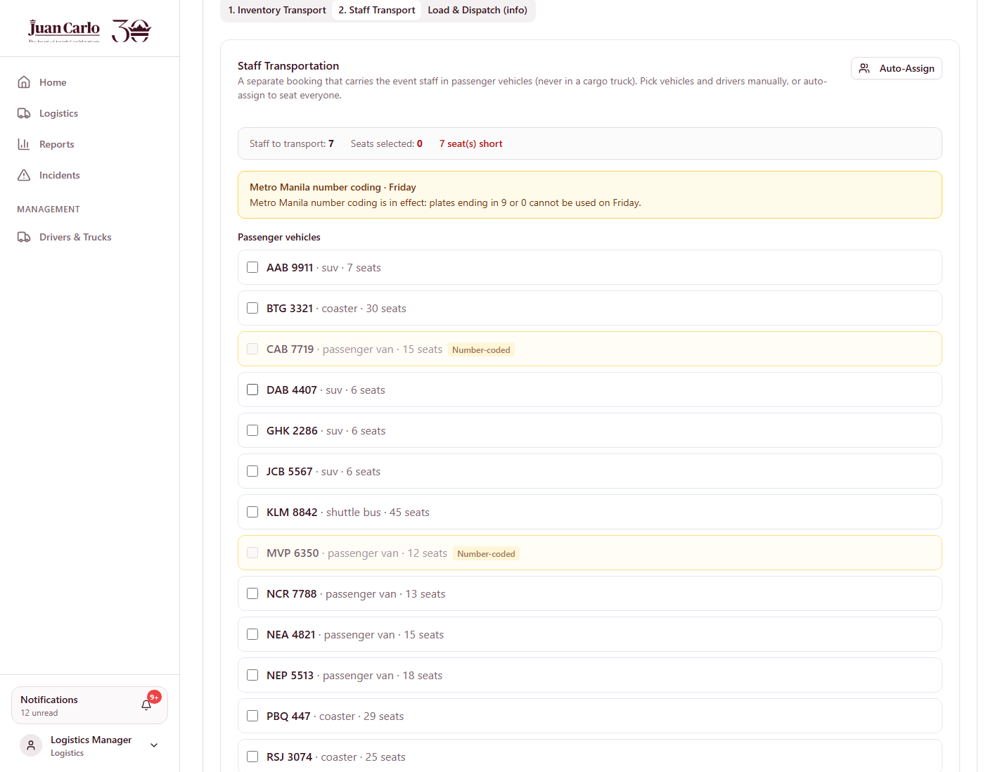 Juan Carlo 30
1. Inventory Transport 2. Staff Transport Load & Dispatch (info)
Home
Logistics
Reports
Incidents
MANAGEMENT
Drivers & Trucks
Staff Transportation
Auto-Assign
A separate booking that carries the event staff in passenger vehicles (never in a cargo truck). Pick vehicles and drivers manually, or auto-
assign to seat everyone.
Staff to transport: 7 Seats selected: 0 7 seat(s) short
Metro Manila number coding · Friday
Metro Manila number coding is in effect: plates ending in 9 or 0 cannot be used on Friday.
Passenger vehicles
AAB 9911 · suv · 7 seats
BTG 3321 · coaster · 30 seats
CAB 7719 · passenger van · 15 seats Number-coded
DAB 4407 · suv · 6 seats
GHK 2286 · suv · 6 seats
JCB 5567 · suv · 6 seats
KLM 8842 · shuttle bus · 45 seats
MVP 6350 · passenger van · 12 seats Number-coded
NCR 7788 · passenger van · 13 seats
NEA 4821 · passenger van · 15 seats
NEP 5513 · passenger van · 18 seats
PBQ 447 · coaster · 29 seats
RSJ 3074 · coaster · 25 seats
Notifications
9+
12 unread
Logistics Manager
Logistics